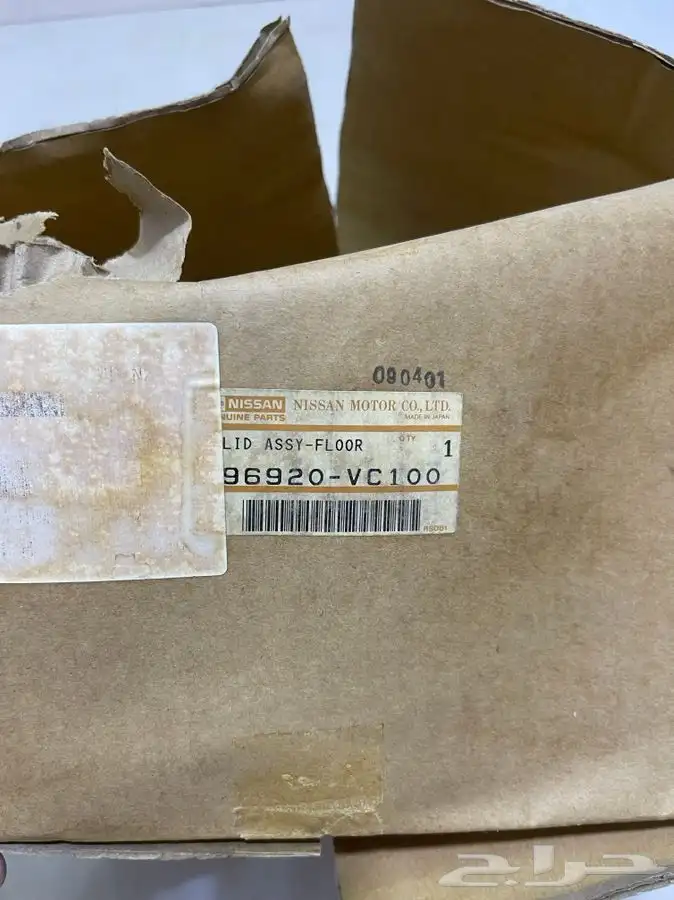 090401
NISSAN NISSAN MOTOR CO., LTD.
UINE PARTS MADE IN JAPAN
LID ASSY-FLOOR QTY 1
96920-VC100
حراج